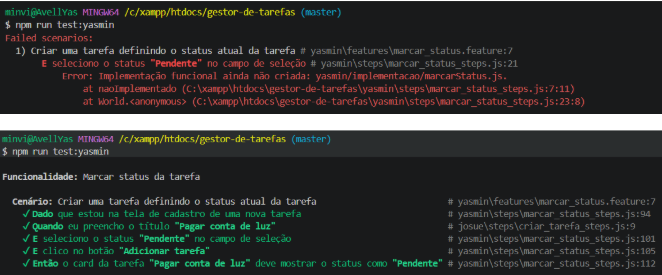 minvi@AvellYas MINGW64 /c/xampp/htdocs/gestor-de-tarefas (master)
$ npm run test:yasmin
Failed scenarios:
1) Criar uma tarefa definindo o status atual da tarefa # yasmin\features\marcar_status.feature:7
E seleciono o status "Pendente" no campo de seleção # yasmin\steps\marcar_status_steps.js:21
Error: Implementação funcional ainda não criada: yasmin/implementacao/marcarStatus.js.
at naoImplementado (C:\xampp\htdocs\gestor-de-tarefas\yasmin\steps\marcar_status_steps.js:7:11)
at World.<anonymous> (C:\xampp\htdocs\gestor-de-tarefas\yasmin\steps\marcar_status_steps.js:23:8)
minvi@AvellYas MINGW64 /c/xampp/htdocs/gestor-de-tarefas (master)
$ npm run test:yasmin
Funcionalidade: Marcar status da tarefa
Cenário: Criar uma tarefa definindo o status atual da tarefa # yasmin\features\marcar_status.feature:7
✓ Dado que estou na tela de cadastro de uma nova tarefa # yasmin\steps\marcar_status_steps.js:94
✓ Quando eu preencho o título "Pagar conta de luz" # josue\steps\criar_tarefa_steps.js:9
✓ E seleciono o status "Pendente" no campo de seleção # yasmin\steps\marcar_status_steps.js:101
✓ E clico no botão "Adicionar tarefa" # yasmin\steps\marcar_status_steps.js:105
✓ Então o card da tarefa "Pagar conta de luz" deve mostrar o status como "Pendente" # yasmin\steps\marcar_status_steps.js:112